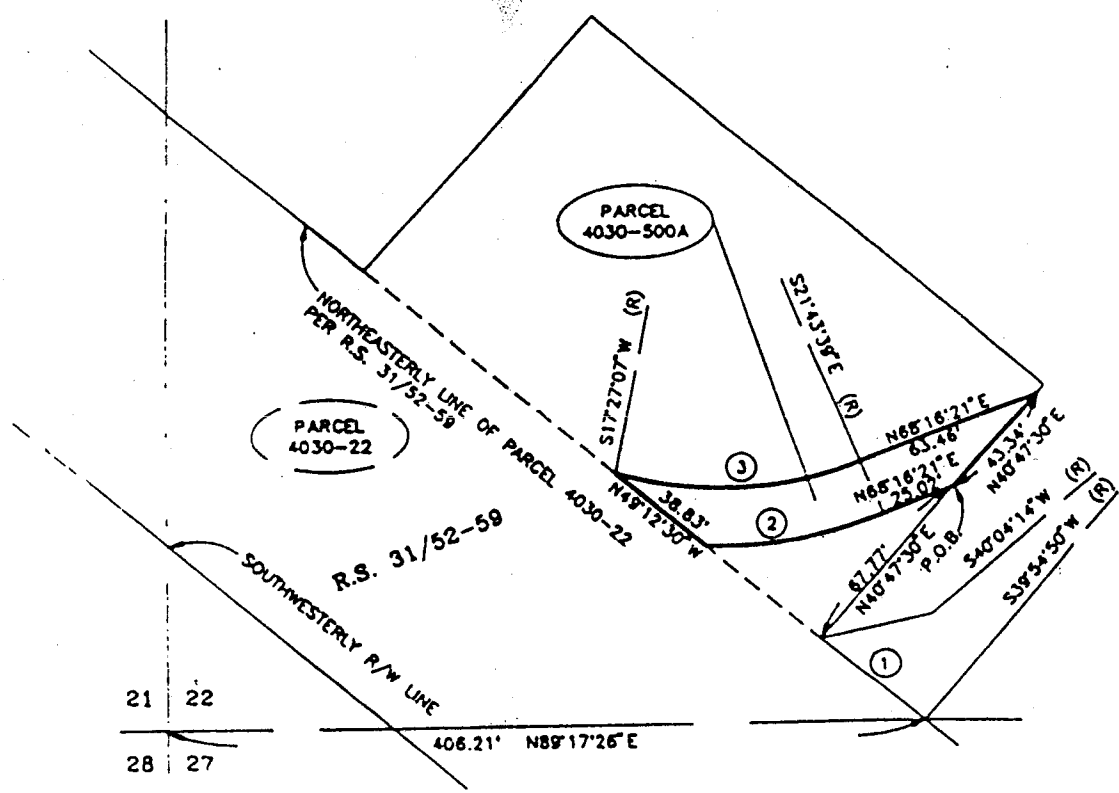 PARCEL
4030-500A
S21°43'39"E (R)
S17°27'07"W (R)
NORTHEASTERLY LINE OF PARCEL 4030-22
PER R.S. 31/52-59
PARCEL
4030-22
N68°16'21"E
63.46'
3
N68°16'21"E
25.02'
43.34'
N40°47'30"E
38.83'
N49°12'30"W
2
67.77'
N40°47'30"E
P.O.B.
S40°04'14"W (R)
S39°54'50"W (R)
R.S. 31/52-59
SOUTHWESTERLY R/W LINE
1
21 22
28 27
406.21' N89°17'26"E